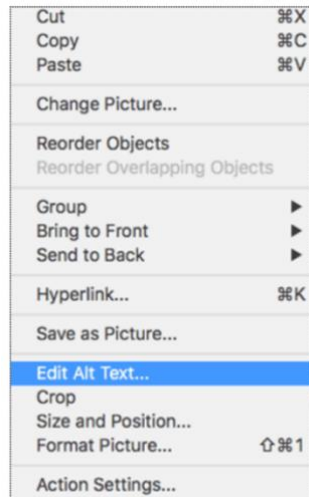 Cut ⌘X
Copy ⌘C
Paste ⌘V
Change Picture...
Reorder Objects
Reorder Overlapping Objects
Group ▶
Bring to Front ▶
Send to Back ▶
Hyperlink... ⌘K
Save as Picture...
Edit Alt Text...
Crop
Size and Position...
Format Picture... ⇧⌘1
Action Settings...